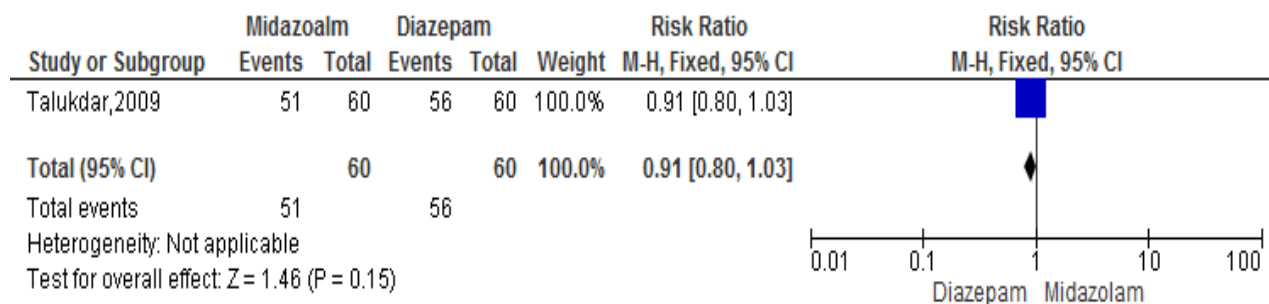 Midazoalm Diazepam Risk Ratio Risk Ratio
Study or Subgroup Events Total Events Total Weight M-H, Fixed, 95% CI M-H, Fixed, 95% CI
Talukdar,2009 51 60 56 60 100.0% 0.91 [0.80, 1.03]
Total (95% CI) 60 60 100.0% 0.91 [0.80, 1.03]
Total events 51 56
Heterogeneity: Not applicable
Test for overall effect: Z = 1.46 (P = 0.15)
0.01 0.1 1 10 100
Diazepam Midazolam